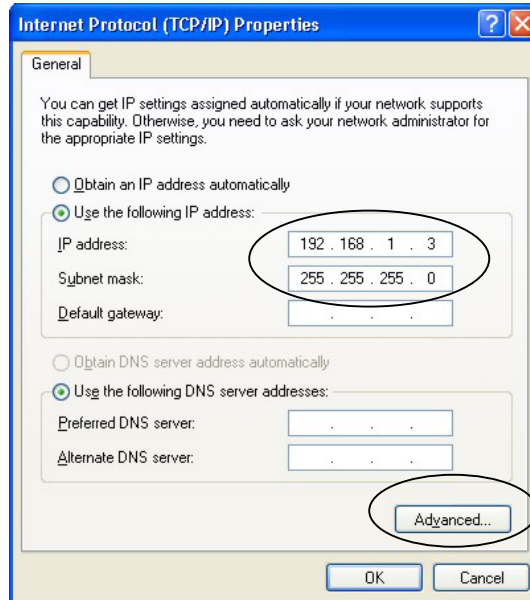 Internet Protocol (TCP/IP) Properties
General
You can get IP settings assigned automatically if your network supports
this capability. Otherwise, you need to ask your network administrator for
the appropriate IP settings.
Obtain an IP address automatically
Use the following IP address:
IP address: 192 . 168 . 1 . 3
Subnet mask: 255 . 255 . 255 . 0
Default gateway: . . .
Obtain DNS server address automatically
Use the following DNS server addresses:
Preferred DNS server: . . .
Alternate DNS server: . . .
Advanced...
OK Cancel